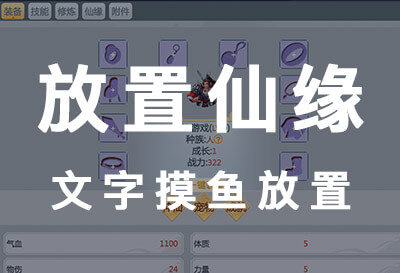 装备 技能 修炼 仙缘 附件
放置仙缘
种族:人
成长:1
战力:322
文字摸鱼放置
气血 1100 体质 5
物伤 24 力量 5